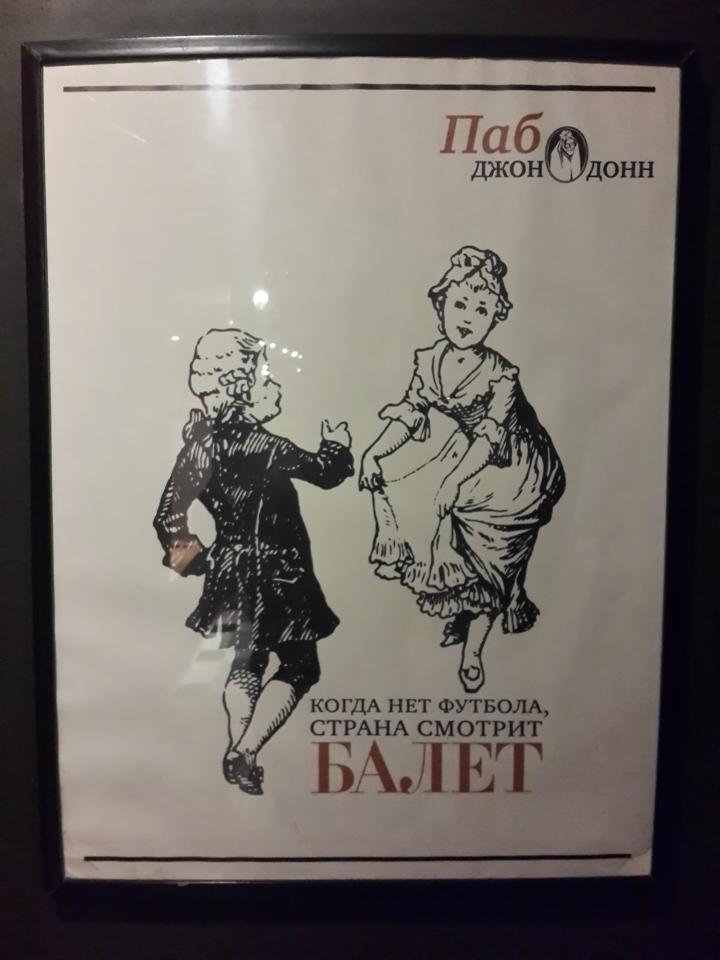 Паб
ДЖОН ДОНН
КОГДА НЕТ ФУТБОЛА,
СТРАНА СМОТРИТ
БАЛЕТ